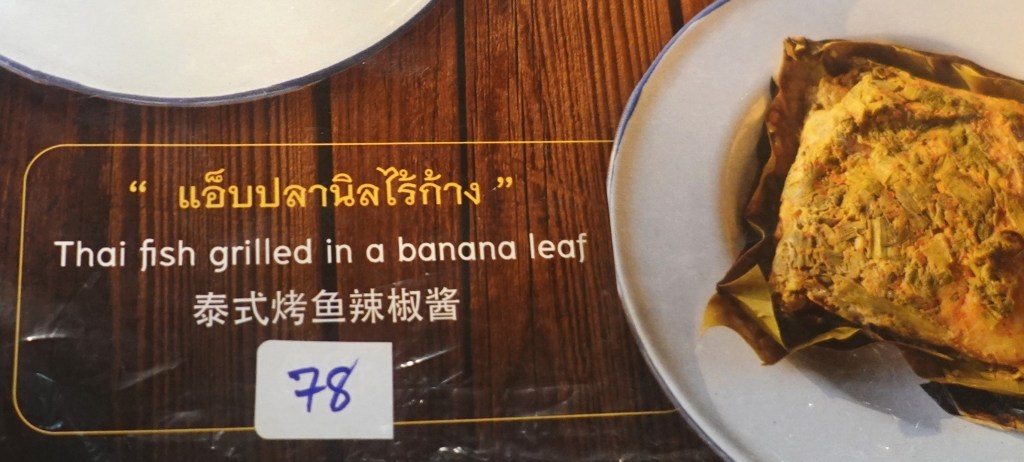 “ แอ็บปลานิลไร้ก้าง ”
Thai fish grilled in a banana leaf
泰式烤鱼辣椒酱
78